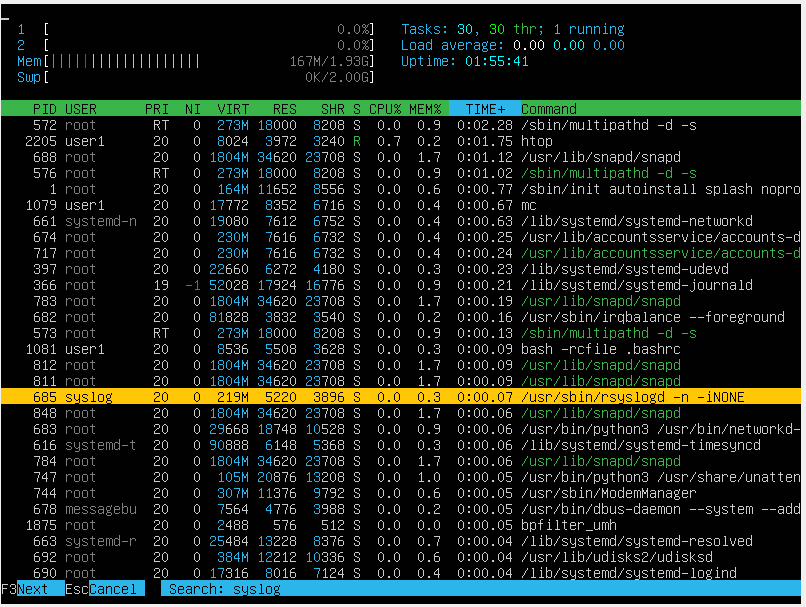 1 [ 0.0%] Tasks: 30, 30 thr; 1 running
2 [ 0.0%] Load average: 0.00 0.00 0.00
Mem[||||||||||||||||||| 167M/1.93G] Uptime: 01:55:41
Swp[ 0K/2.00G]
PID USER PRI NI VIRT RES SHR S CPU% MEM% TIME+ Command
572 root RT 0 273M 18000 8208 S 0.0 0.9 0:02.28 /sbin/multipathd -d -s
2205 user1 20 0 8024 3972 3240 R 0.7 0.2 0:01.75 htop
688 root 20 0 1804M 34620 23708 S 0.0 1.7 0:01.12 /usr/lib/snapd/snapd
576 root RT 0 273M 18000 8208 S 0.0 0.9 0:01.02 /sbin/multipathd -d -s
1 root 20 0 164M 11652 8556 S 0.0 0.6 0:00.77 /sbin/init autoinstall splash nopro
1079 user1 20 0 17772 8352 6716 S 0.0 0.4 0:00.67 mc
661 systemd-n 20 0 19080 7612 6752 S 0.0 0.4 0:00.63 /lib/systemd/systemd-networkd
674 root 20 0 230M 7616 6732 S 0.0 0.4 0:00.25 /usr/lib/accountsservice/accounts-d
717 root 20 0 230M 7616 6732 S 0.0 0.4 0:00.24 /usr/lib/accountsservice/accounts-d
397 root 20 0 22660 6272 4180 S 0.0 0.3 0:00.23 /lib/systemd/systemd-udevd
366 root 19 -1 52028 17924 16776 S 0.0 0.9 0:00.21 /lib/systemd/systemd-journald
783 root 20 0 1804M 34620 23708 S 0.0 1.7 0:00.19 /usr/lib/snapd/snapd
682 root 20 0 81828 3832 3540 S 0.0 0.2 0:00.16 /usr/sbin/irqbalance --foreground
573 root RT 0 273M 18000 8208 S 0.0 0.9 0:00.13 /sbin/multipathd -d -s
1081 user1 20 0 8536 5508 3628 S 0.0 0.3 0:00.09 bash -rcfile .bashrc
812 root 20 0 1804M 34620 23708 S 0.0 1.7 0:00.09 /usr/lib/snapd/snapd
811 root 20 0 1804M 34620 23708 S 0.0 1.7 0:00.09 /usr/lib/snapd/snapd
685 syslog 20 0 219M 5220 3896 S 0.0 0.3 0:00.07 /usr/sbin/rsyslogd -n -iNONE
848 root 20 0 1804M 34620 23708 S 0.0 1.7 0:00.06 /usr/lib/snapd/snapd
683 root 20 0 29668 18748 10528 S 0.0 0.9 0:00.06 /usr/bin/python3 /usr/bin/networkd-
616 systemd-t 20 0 90888 6148 5368 S 0.0 0.3 0:00.06 /lib/systemd/systemd-timesyncd
784 root 20 0 1804M 34620 23708 S 0.0 1.7 0:00.06 /usr/lib/snapd/snapd
747 root 20 0 105M 20876 13208 S 0.0 1.0 0:00.05 /usr/bin/python3 /usr/share/unatten
744 root 20 0 307M 11376 9792 S 0.0 0.6 0:00.05 /usr/sbin/ModemManager
678 messagebu 20 0 7564 4776 3988 S 0.0 0.2 0:00.05 /usr/bin/dbus-daemon --system --add
1875 root 20 0 2488 576 512 S 0.0 0.0 0:00.05 bpfilter_umh
663 systemd-r 20 0 25484 13228 8376 S 0.0 0.7 0:00.04 /lib/systemd/systemd-resolved
692 root 20 0 384M 12212 10336 S 0.0 0.6 0:00.04 /usr/lib/udisks2/udisksd
690 root 20 0 17316 8016 7124 S 0.0 0.4 0:00.04 /lib/systemd/systemd-logind
F3Next EscCancel Search: syslog